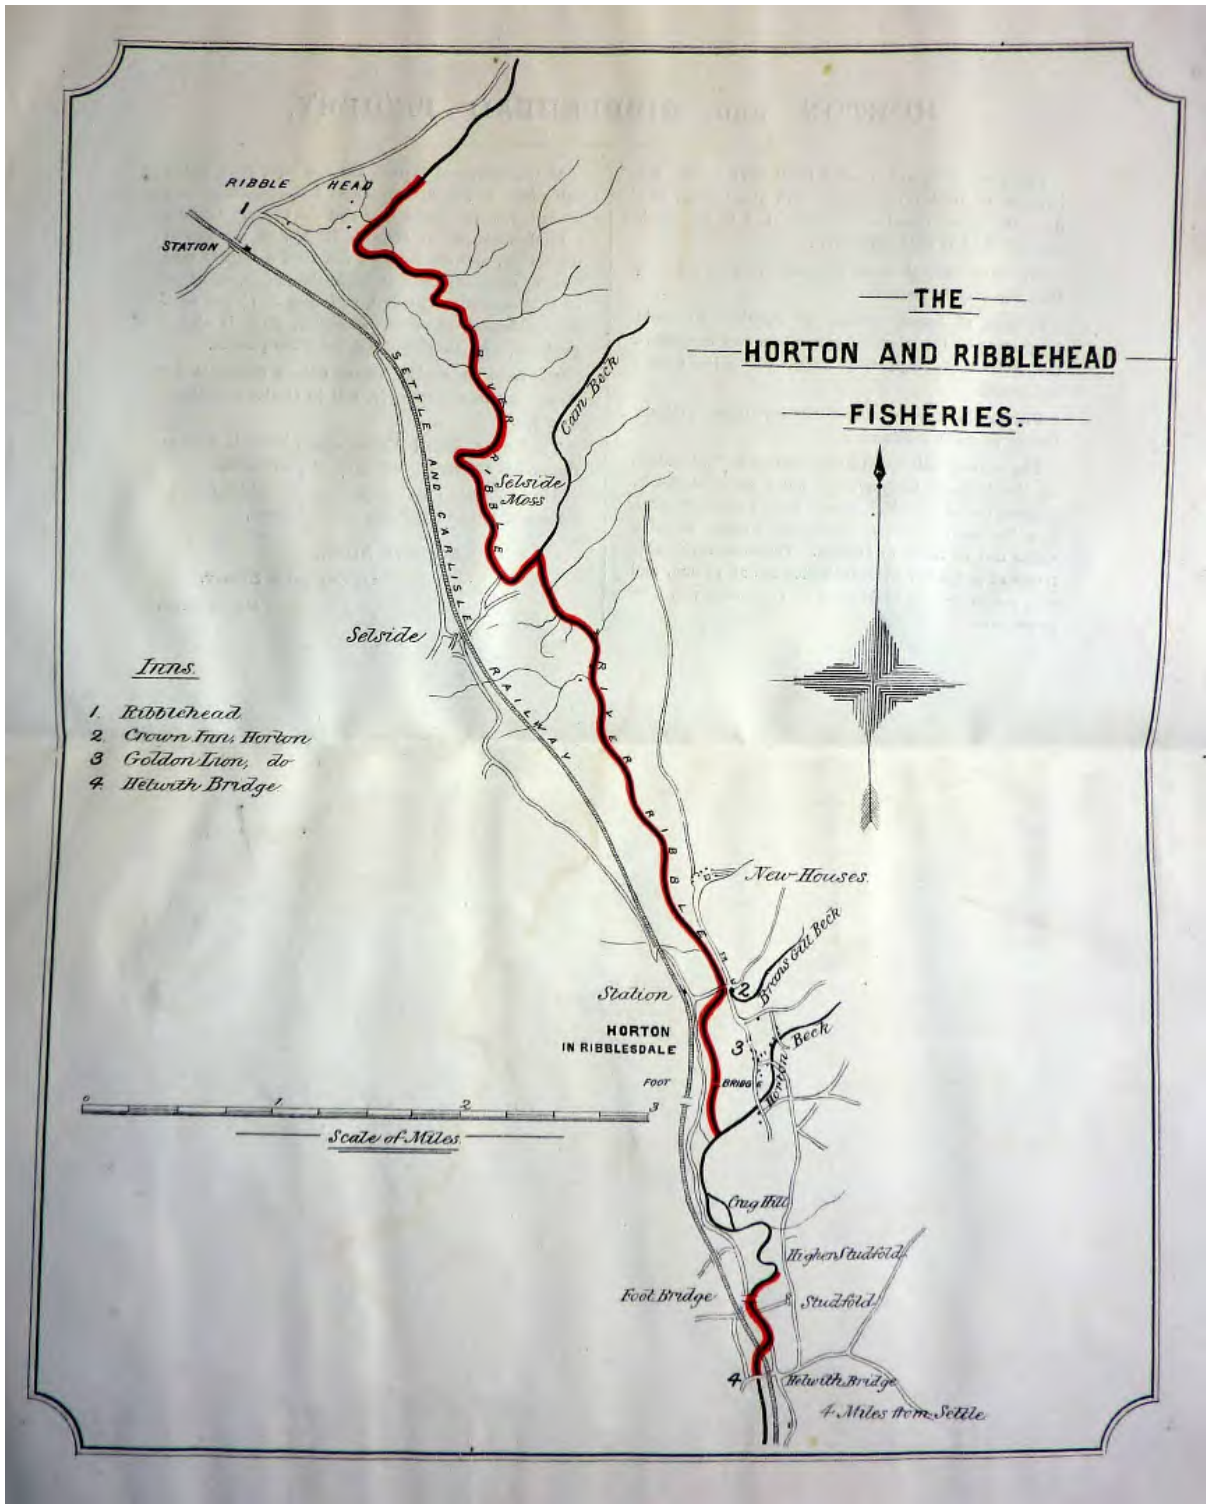 THE
HORTON AND RIBBLEHEAD
FISHERIES.
RIBBLE HEAD
1
STATION
SETTLE AND CARLISLE RAILWAY
RIVER RIBBLE
Cam Beck
Selside
Moss
Selside
Inns.
1. Ribblehead
2. Crown Inn, Horton
3 Goldon Lion, do
4. Helwith Bridge
RIVER RIBBLE
New Houses.
Brans Gill Beck
2
Station
HORTON
IN RIBBLESDALE
3
Horton Beck
FOOT BRIDGE
0 1 2 3
Scale of Miles.
Crag Hill
Higher Studfold
Foot Bridge
Studfold
4
Helwith Bridge
4 Miles from Settle